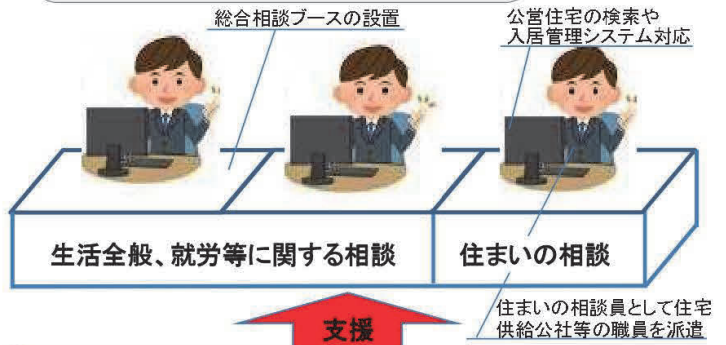 総合相談ブースの設置
公営住宅の検索や
入居管理システム対応
生活全般、就労等に関する相談
住まいの相談
住まいの相談員として住宅
供給公社等の職員を派遣
支援